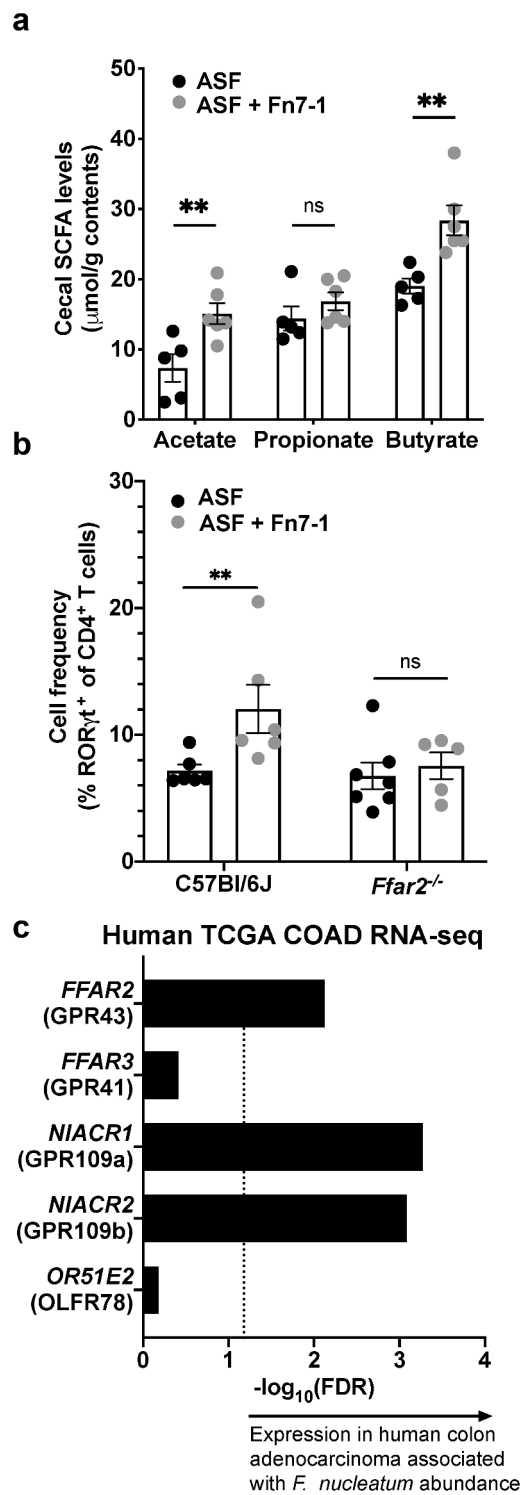 a
50
ASF
ASF + Fn7-1
**
40
Cecal SCFA levels
(µmol/g contents)
30
**
ns
20
10
0
Acetate Propionate Butyrate
b
30
ASF
ASF + Fn7-1
**
Cell frequency
(% RORγt⁺ of CD4⁺ T cells)
20
ns
10
0
C57Bl/6J Ffar2⁻/⁻
c
Human TCGA COAD RNA-seq
FFAR2
(GPR43)
FFAR3
(GPR41)
NIACR1
(GPR109a)
NIACR2
(GPR109b)
OR51E2
(OLFR78)
0 1 2 3 4
-log₁₀(FDR)
Expression in human colon
adenocarcinoma associated
with F. nucleatum abundance